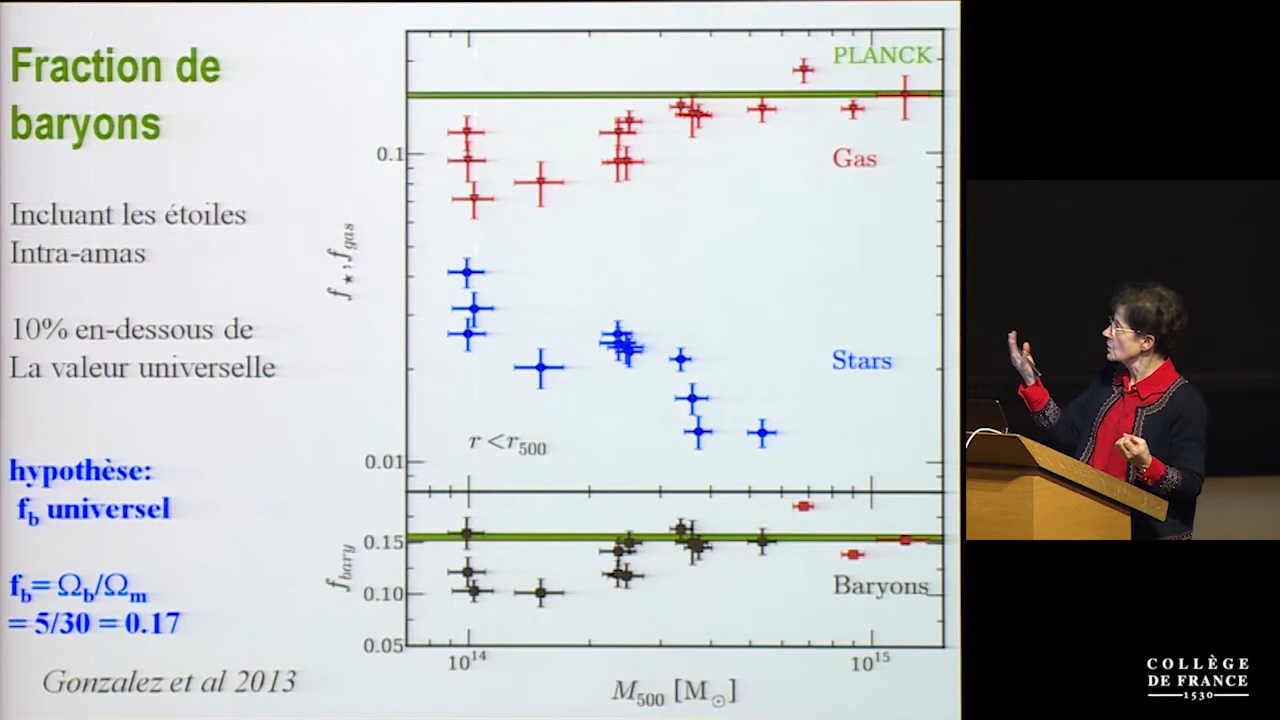 Fraction de
baryons
Incluant les étoiles
Intra-amas
10% en-dessous de
La valeur universelle
hypothèse:
f_b universel
f_b= Ω_b/Ω_m
= 5/30 = 0.17
Gonzalez et al 2013
PLANCK
Gas
Stars
r < r_500
0.1
0.01
f_⋆, f_gas
Baryons
0.15
0.10
0.05
f_bary
10^14
10^15
M_500 [M_⊙]
COLLÈGE
DE FRANCE
1530